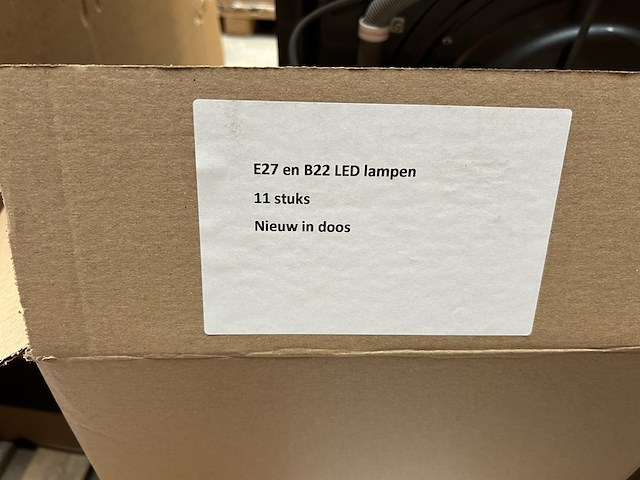 E27 en B22 LED lampen
11 stuks
Nieuw in doos